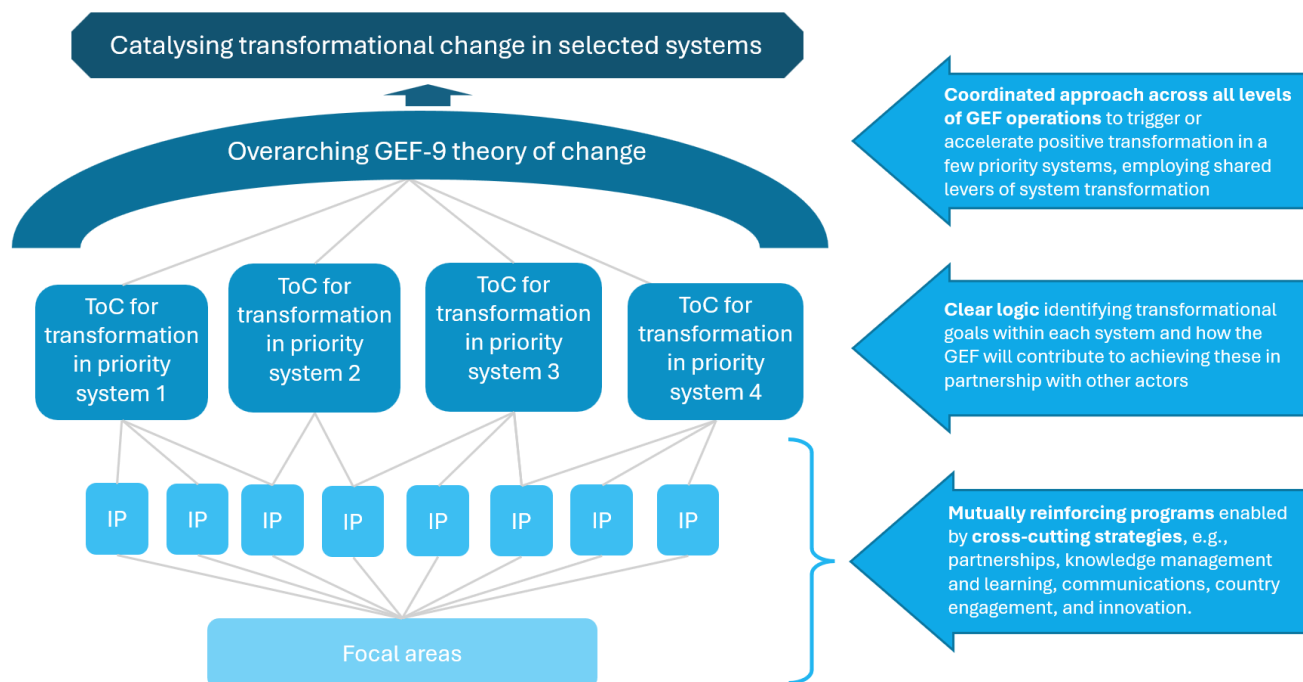 Catalysing transformational change in selected systems
Overarching GEF-9 theory of change
ToC for
transformation
in priority
system 1
ToC for
transformation
in priority
system 2
ToC for
transformation
in priority
system 3
ToC for
transformation
in priority
system 4
IP
IP
IP
IP
IP
IP
IP
IP
Focal areas
Coordinated approach across all levels
of GEF operations to trigger or
accelerate positive transformation in a
few priority systems, employing shared
levers of system transformation
Clear logic identifying transformational
goals within each system and how the
GEF will contribute to achieving these in
partnership with other actors
Mutually reinforcing programs enabled
by cross-cutting strategies, e.g.,
partnerships, knowledge management
and learning, communications, country
engagement, and innovation.